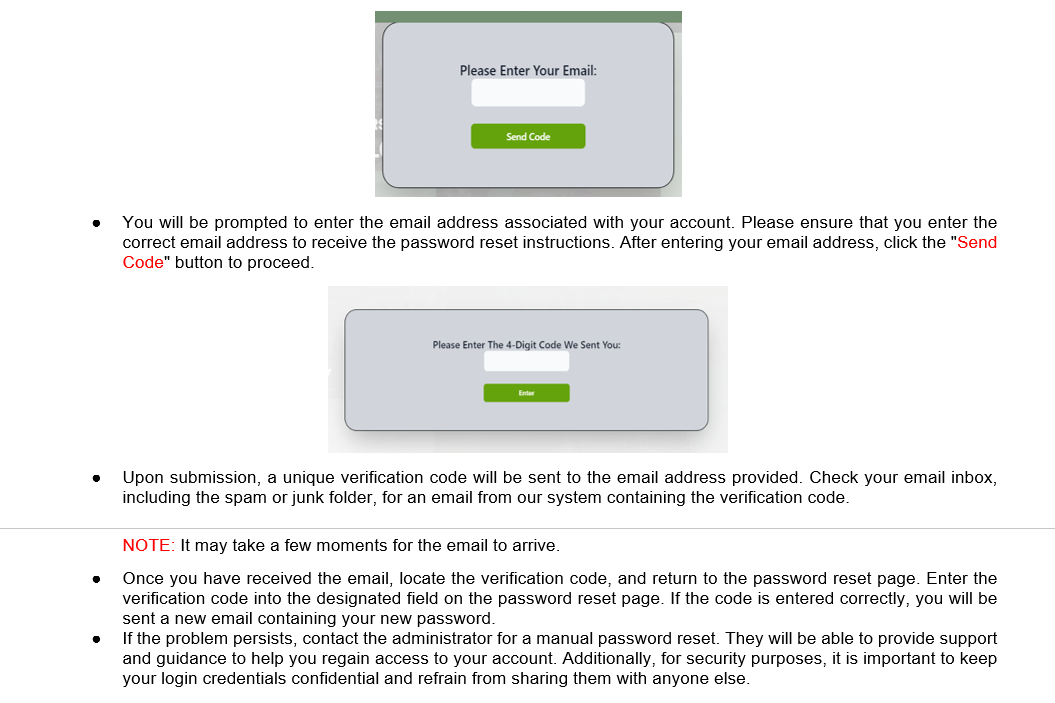 Please Enter Your Email:
Send Code
● You will be prompted to enter the email address associated with your account. Please ensure that you enter the
correct email address to receive the password reset instructions. After entering your email address, click the "Send
Code" button to proceed.
Please Enter The 4-Digit Code We Sent You:
Enter
● Upon submission, a unique verification code will be sent to the email address provided. Check your email inbox,
including the spam or junk folder, for an email from our system containing the verification code.
NOTE: It may take a few moments for the email to arrive.
● Once you have received the email, locate the verification code, and return to the password reset page. Enter the
verification code into the designated field on the password reset page. If the code is entered correctly, you will be
sent a new email containing your new password.
● If the problem persists, contact the administrator for a manual password reset. They will be able to provide support
and guidance to help you regain access to your account. Additionally, for security purposes, it is important to keep
your login credentials confidential and refrain from sharing them with anyone else.